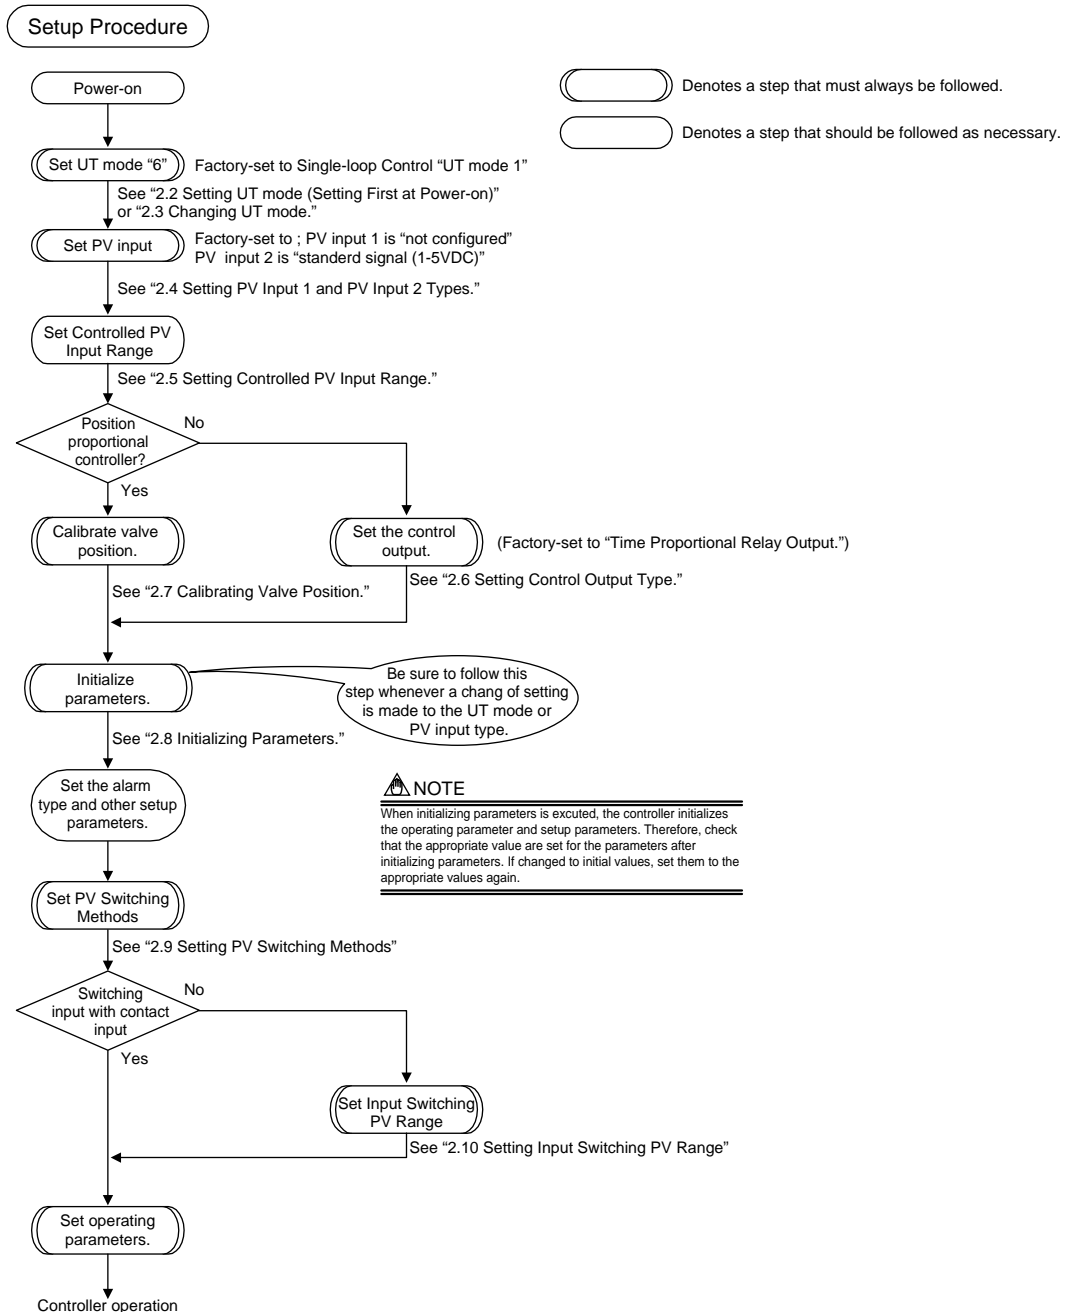 Setup Procedure
Power-on
Denotes a step that must always be followed.
Denotes a step that should be followed as necessary.
Set UT mode “6”
Factory-set to Single-loop Control “UT mode 1”
See “2.2 Setting UT mode (Setting First at Power-on)”
or “2.3 Changing UT mode.”
Set PV input
Factory-set to ; PV input 1 is “not configured”
PV  input 2 is “standerd signal (1-5VDC)”
See “2.4 Setting PV Input 1 and PV Input 2 Types.”
Set Controlled PV
Input Range
See “2.5 Setting Controlled PV Input Range.”
Position
proportional
controller?
No
Yes
Calibrate valve
position.
Set the control
output.
(Factory-set to “Time Proportional Relay Output.”)
See “2.7 Calibrating Valve Position.”
See “2.6 Setting Control Output Type.”
Initialize
parameters.
Be sure to follow this
step whenever a chang of setting
is made to the UT mode or
PV input type.
See “2.8 Initializing Parameters.”
Set the alarm
type and other setup
parameters.
NOTE
When initializing parameters is excuted, the controller initializes
the operating parameter and setup parameters. Therefore, check
that the appropriate value are set for the parameters after
initializing parameters. If changed to initial values, set them to the
appropriate values again.
Set PV Switching
Methods
See “2.9 Setting PV Switching Methods”
Switching
input with contact
input
No
Yes
Set Input Switching
PV Range
See “2.10 Setting Input Switching PV Range”
Set operating
parameters.
Controller operation